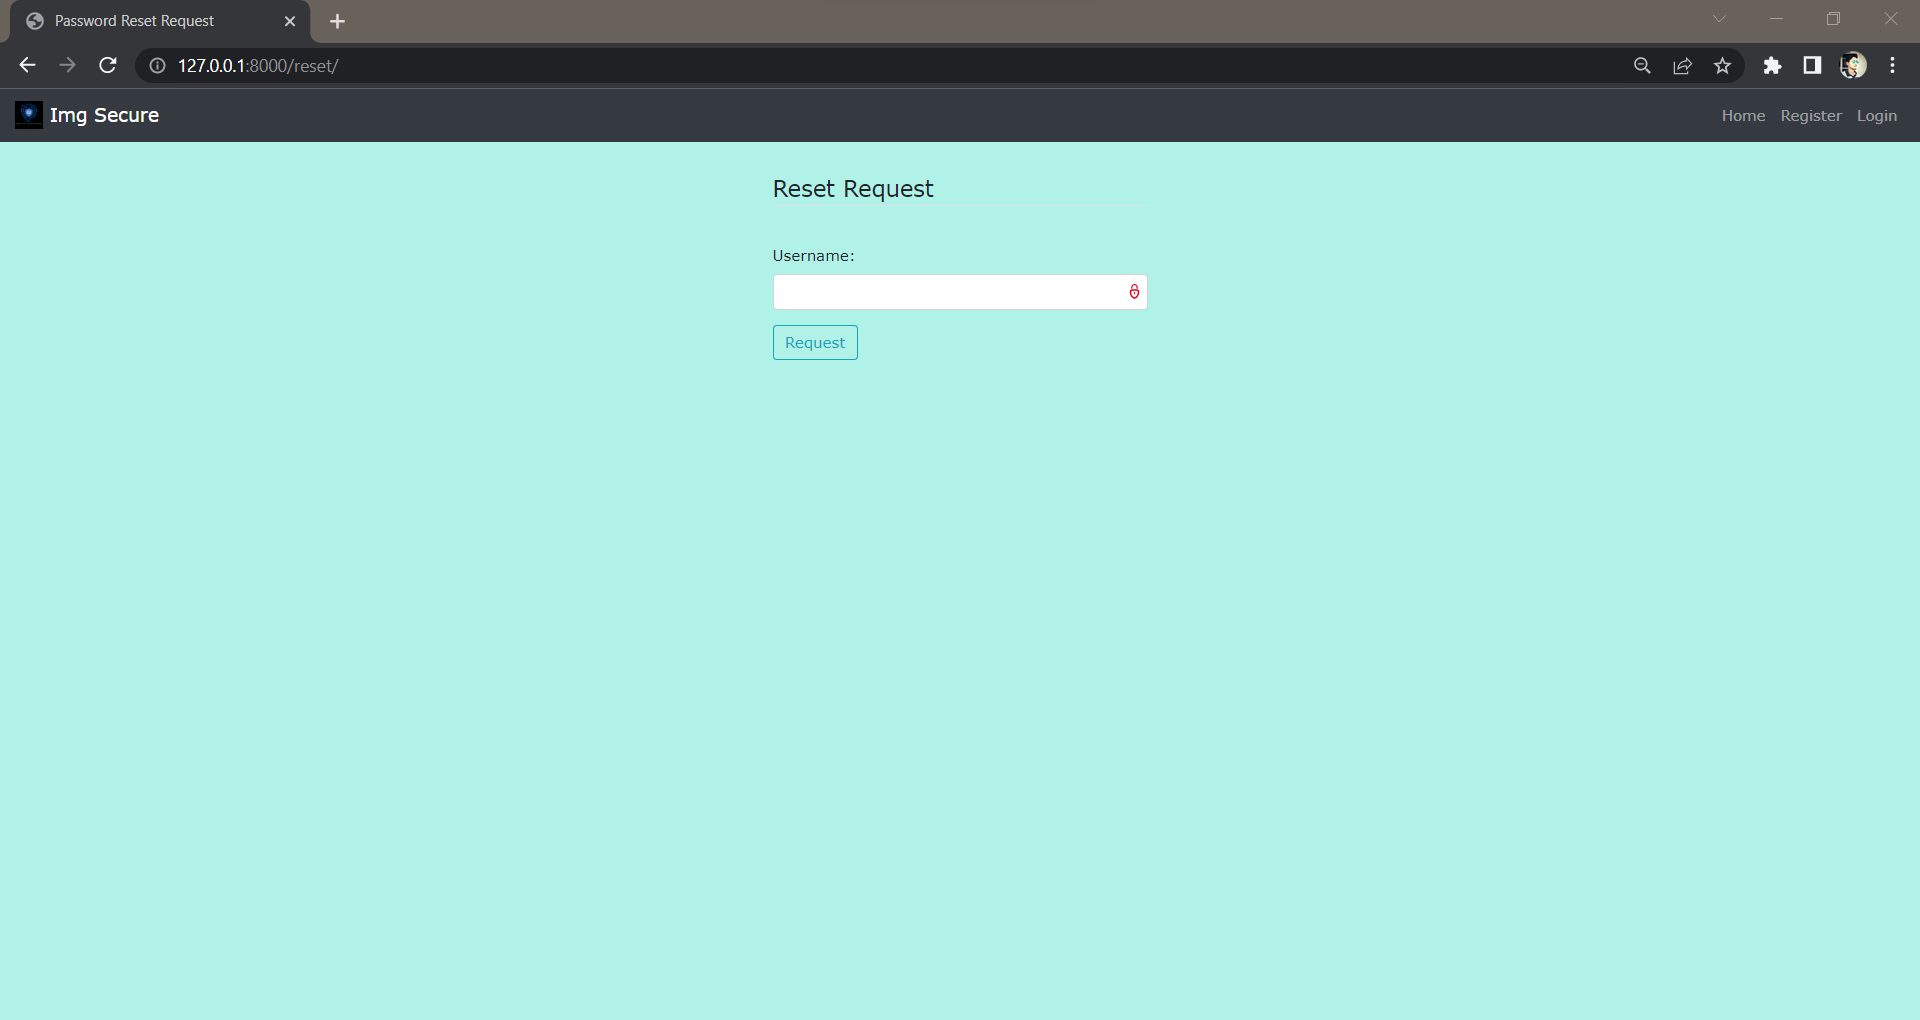 Password Reset Request
127.0.0.1:8000/reset/
Img Secure
Home Register Login
Reset Request
Username:
Request